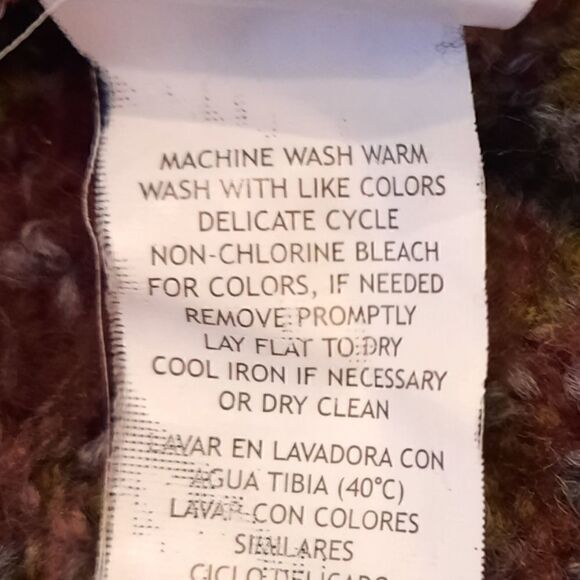 MACHINE WASH WARM
WASH WITH LIKE COLORS
DELICATE CYCLE
NON-CHLORINE BLEACH
FOR COLORS, IF NEEDED
REMOVE PROMPTLY
LAY FLAT TO DRY
COOL IRON IF NECESSARY
OR DRY CLEAN
LAVAR EN LAVADORA CON
AGUA TIBIA (40°C)
LAVAR CON COLORES
SIMILARES
CICLO DELICADO